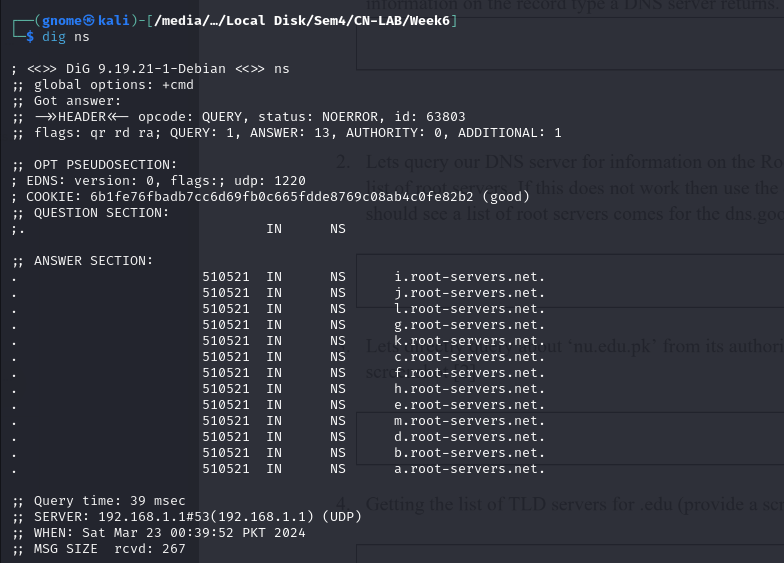 information on the record type a DNS server returns.
┌──(gnome㉿kali)-[/media/…/Local Disk/Sem4/CN-LAB/Week6]
└─$ dig ns
; <<>> DiG 9.19.21-1-Debian <<>> ns
;; global options: +cmd
;; Got answer:
;; ->>HEADER<<- opcode: QUERY, status: NOERROR, id: 63803
;; flags: qr rd ra; QUERY: 1, ANSWER: 13, AUTHORITY: 0, ADDITIONAL: 1
;; OPT PSEUDOSECTION:
2. Lets query our DNS server for information on the Ro
; EDNS: version: 0, flags:; udp: 1220
list of root servers. If this does not work then use the
; COOKIE: 6b1fe76fbadb7cc6d69fb0c665fdde8769c08ab4c0fe82b2 (good)
;; QUESTION SECTION:
should see a list of root servers comes for the dns.goo
;. IN NS
;; ANSWER SECTION:
. 510521 IN NS i.root-servers.net.
. 510521 IN NS j.root-servers.net.
. 510521 IN NS l.root-servers.net.
. 510521 IN NS g.root-servers.net.
. 510521 IN NS k.root-servers.net.
Lets about ‘nu.edu.pk’ from its authori
. 510521 IN NS c.root-servers.net.
. 510521 IN NS f.root-servers.net.
. 510521 IN NS h.root-servers.net.
. 510521 IN NS e.root-servers.net.
. 510521 IN NS m.root-servers.net.
. 510521 IN NS d.root-servers.net.
. 510521 IN NS b.root-servers.net.
. 510521 IN NS a.root-servers.net.
;; Query time: 39 msec
4. Getting the list of TLD servers for .edu (provide a scr
;; SERVER: 192.168.1.1#53(192.168.1.1) (UDP)
;; WHEN: Sat Mar 23 00:39:52 PKT 2024
;; MSG SIZE rcvd: 267